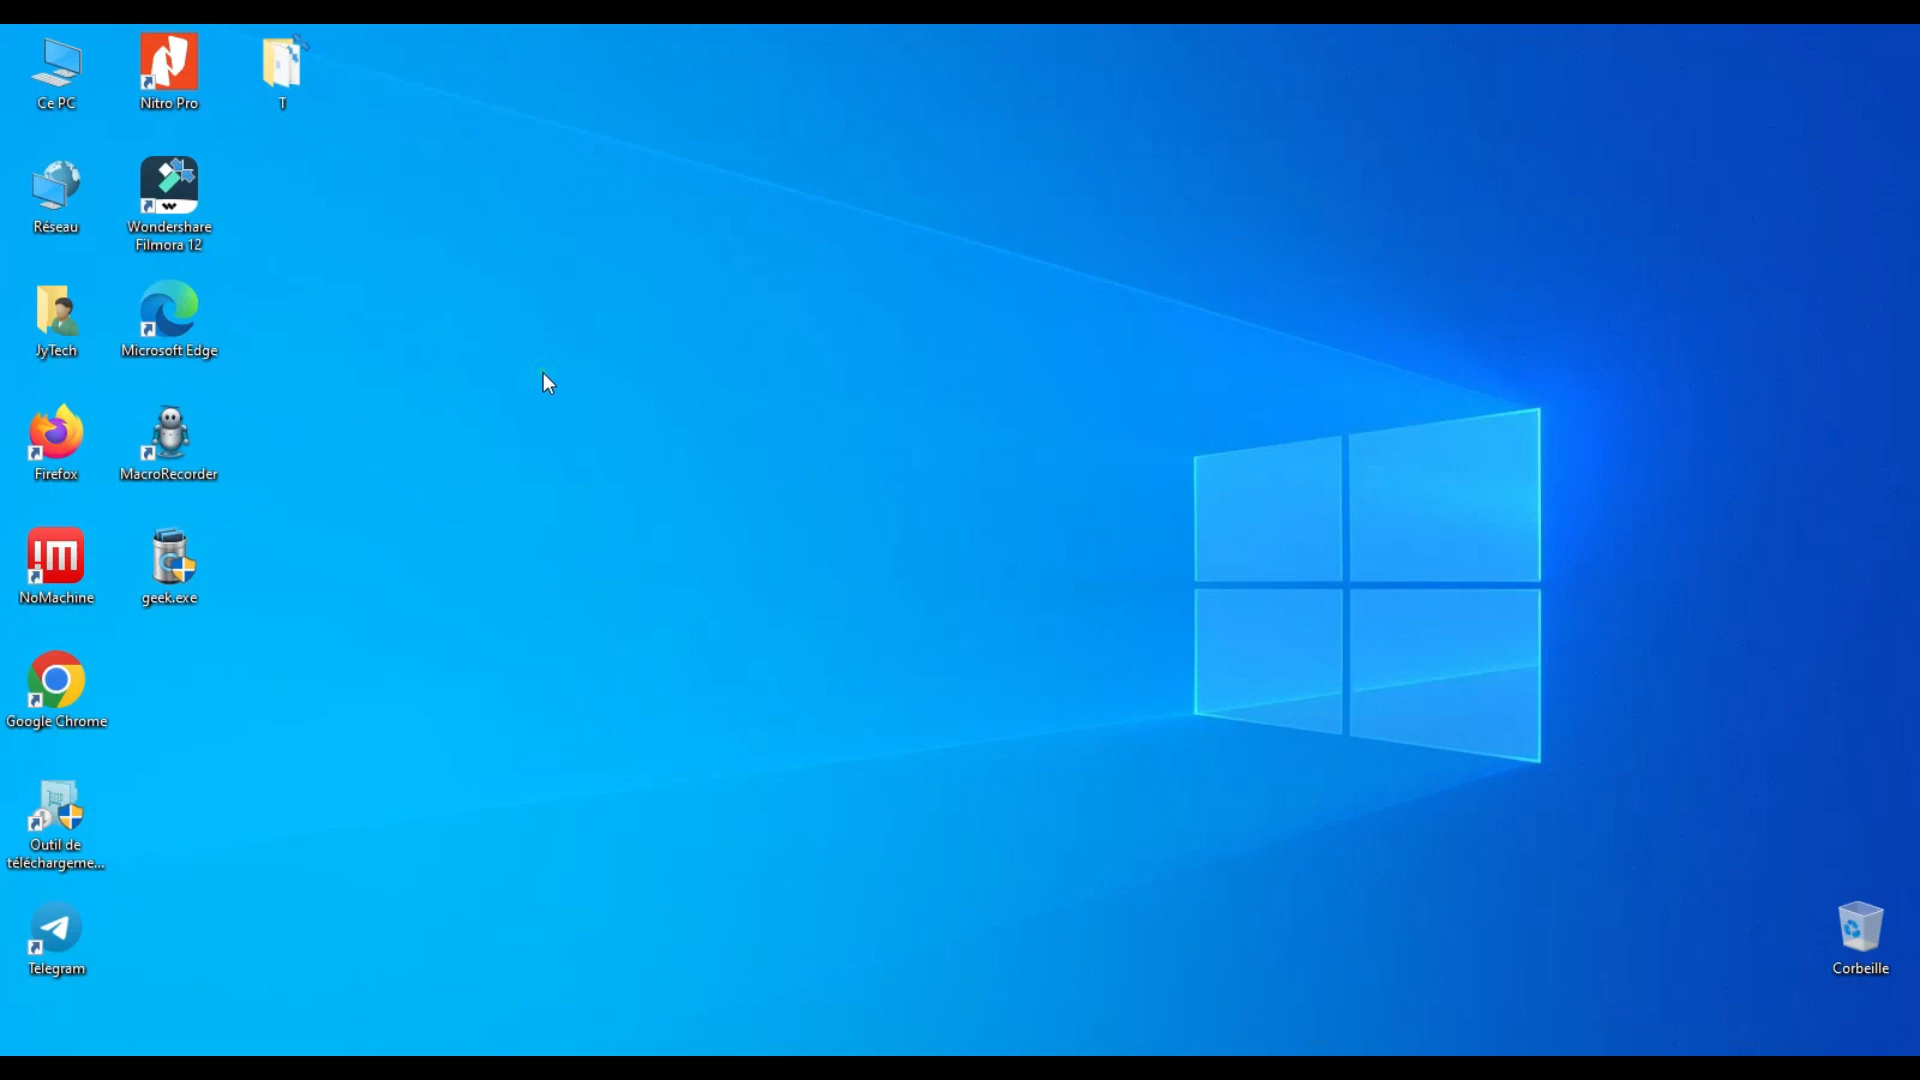 Ce PC
Nitro Pro
T
Réseau
Wondershare
Filmora 12
JyTech
Microsoft Edge
Firefox
MacroRecorder
NoMachine
geek.exe
Google Chrome
Outil de
téléchargeme...
Telegram
Corbeille